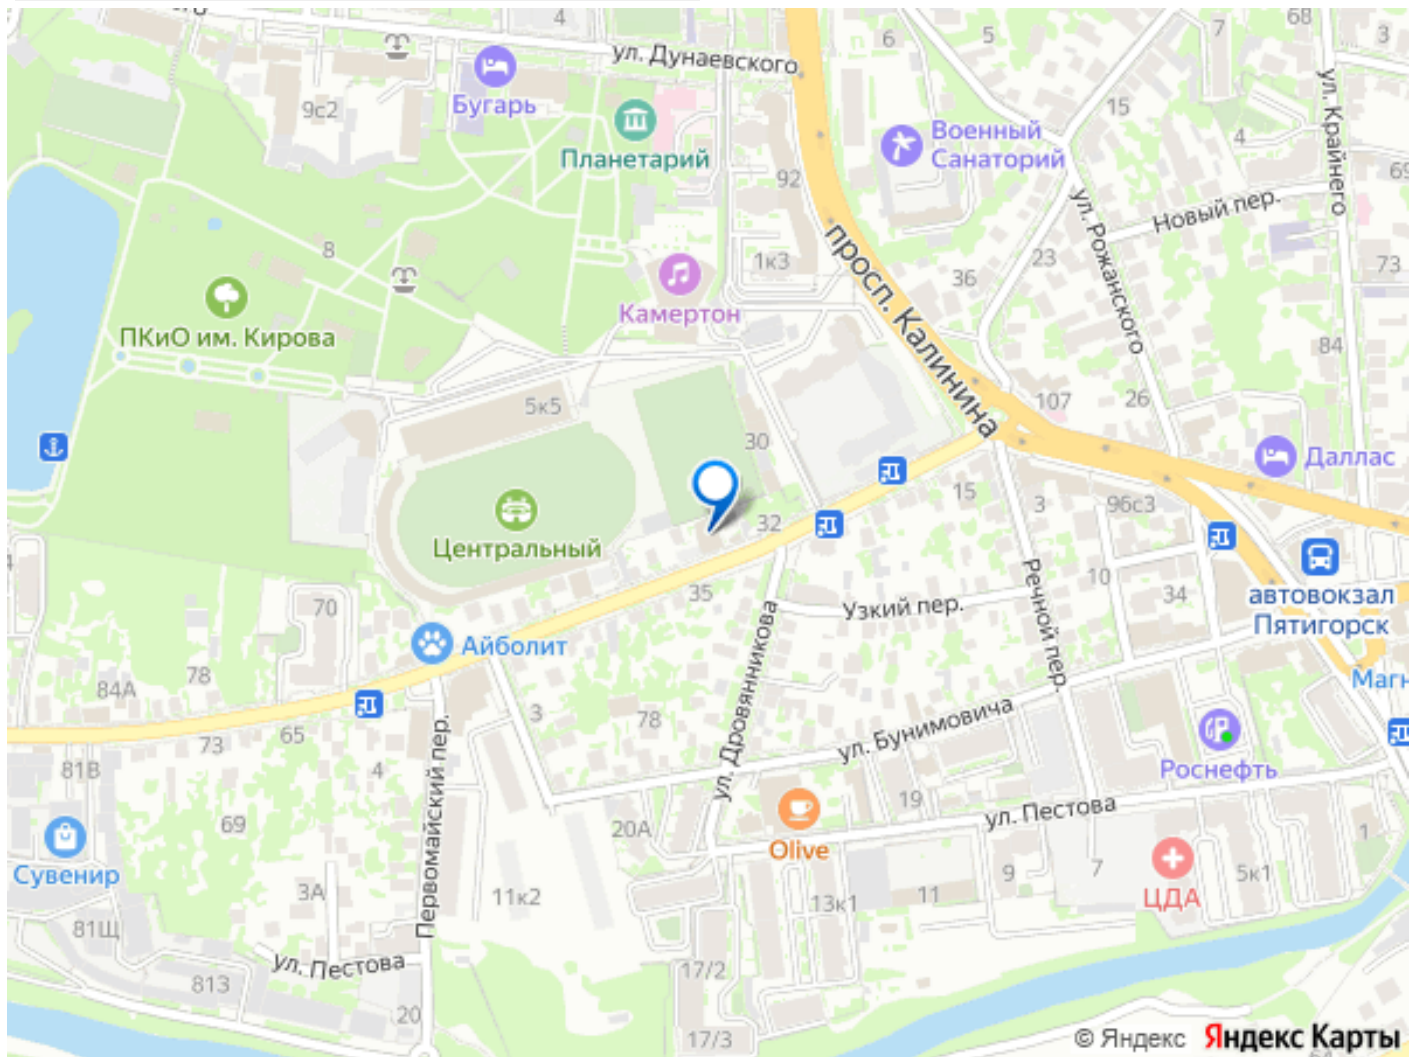 4
ул. Дунаевского
6
5
7
68
3
Бугарь
9с2
Планетарий
Военный
Санаторий
15
4
ул. Крайнего
69
92
ул. Рожанского
Новый пер.
8
просп. Калинина
1к3
36
23
73
Камертон
ПКиО им. Кирова
84
5к5
107
26
30
Даллас
15
3
96с3
32
Центральный
35
Узкий пер.
Речной пер.
10
34
автовокзал
Пятигорск
70
Айболит
ул. Дровянникова
78
84А
Магн
3
78
ул. Бунимовича
73
65
81В
4
Первомайский пер.
Роснефть
69
20А
19
ул. Пестова
1
Olive
Сувенир
3А
11к2
13к1
11
9
7
ЦДА
5к1
81Щ
ул. Пестова
17/2
813
20
17/3
© Яндекс Яндекс Карты